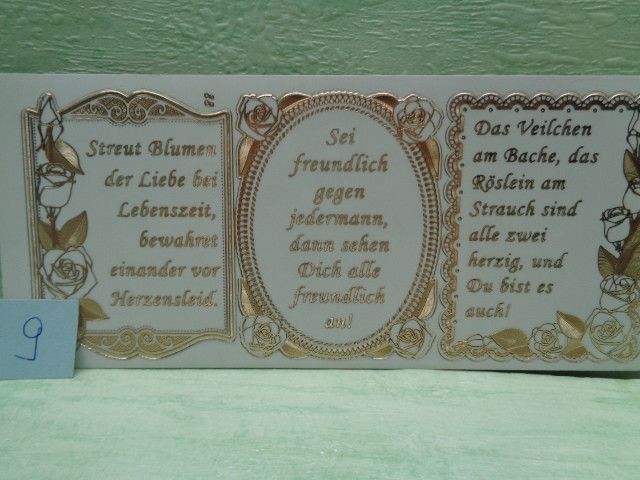 88
Streut Blumen
der Liebe bei
Lebenszeit,
bewahret
einander vor
Herzensleid.
Sei
freundlich
gegen
jedermann,
dann sehen
Dich alle
freundlich
an!
Das Veilchen
am Bache, das
Röslein am
Strauch sind
alle zwei
herzig, und
Du bist es
auch!
9